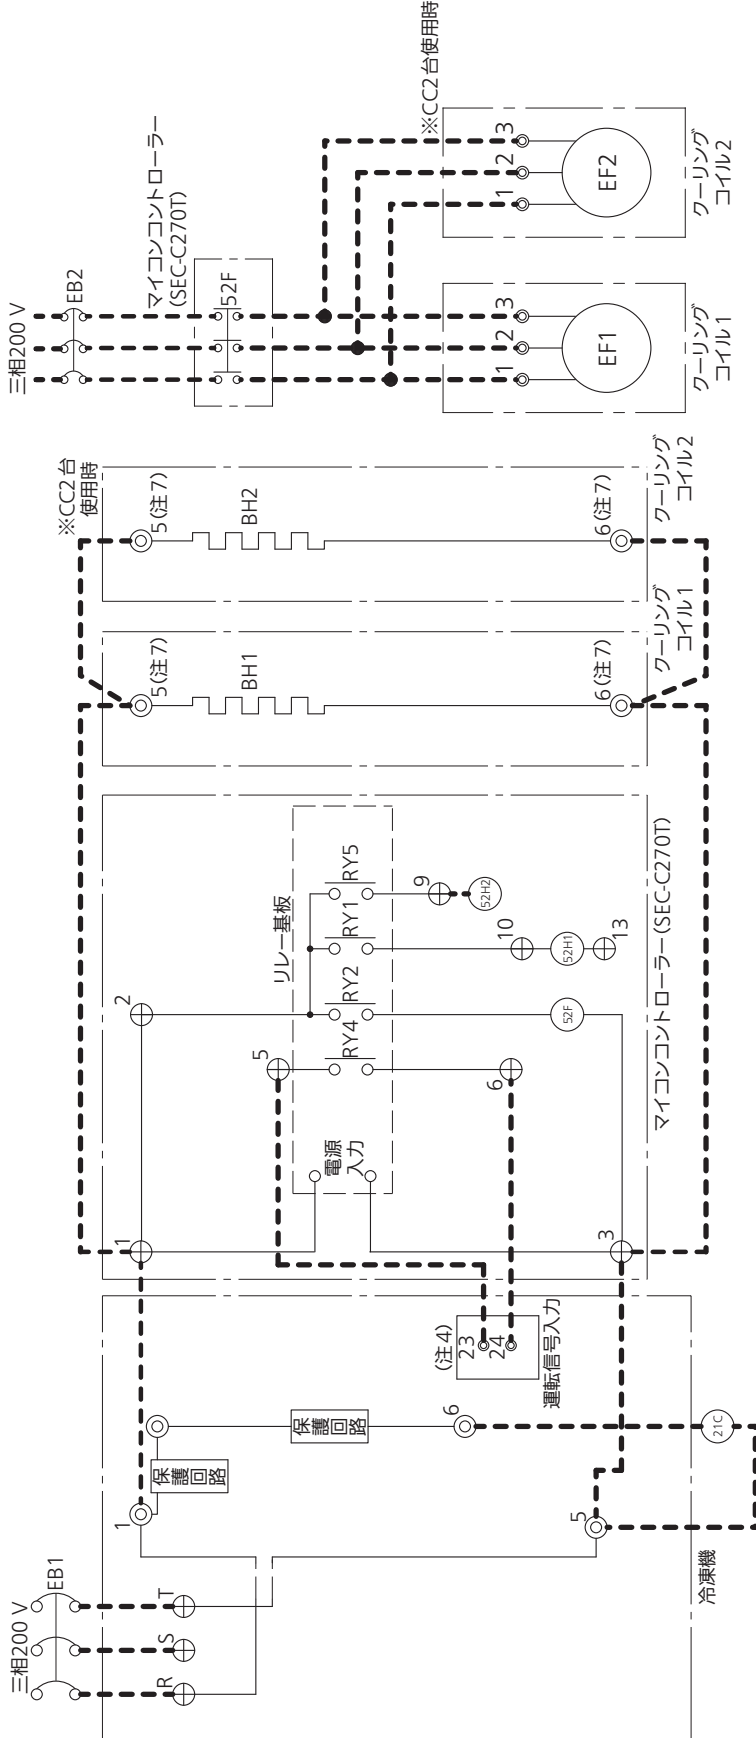 三相200 V
EB1
R
S
T
1
保護回路
保護回路
6
5
21C
冷凍機
(注4)
23
24
運転信号入力
1
2
3
電源
入力
リレー基板
5
RY4
RY2
RY1
RY5
6
52F
10
52H1
13
9
52H2
マイコンコントローラー(SEC-C270T)
5(注7)
BH1
6(注7)
クーリング
コイル1
※CC2台
使用時
5(注7)
BH2
6(注7)
クーリング
コイル2
三相200 V
EB2
マイコンコントローラー
(SEC-C270T)
52F
1
2
3
EF1
クーリング
コイル1
※CC2台使用時
1
2
3
EF2
クーリング
コイル2